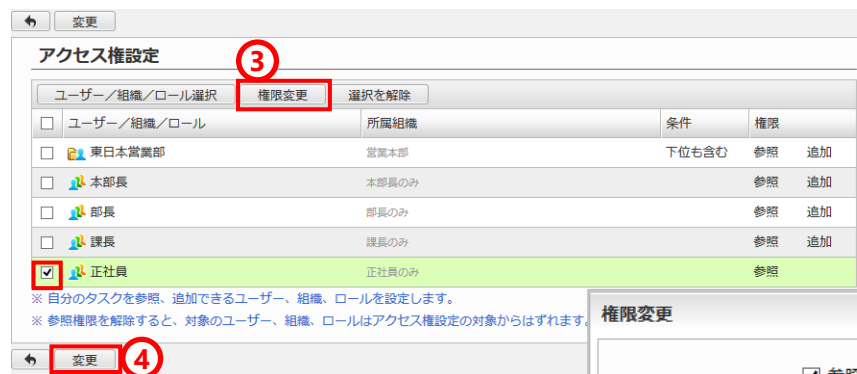 変更
アクセス権設定
③
ユーザー／組織／ロール選択 権限変更 選択を解除
ユーザー／組織／ロール 所属組織 条件 権限
東日本営業部 営業本部 下位も含む 参照 追加
本部長 本部長のみ 参照 追加
部長 部長のみ 参照 追加
課長 課長のみ 参照 追加
正社員 正社員のみ 参照
※ 自分のタスクを参照、追加できるユーザー、組織、ロールを設定します。
※ 参照権限を解除すると、対象のユーザー、組織、ロールはアクセス権設定の対象からはずれます。
権限変更
変更 ④